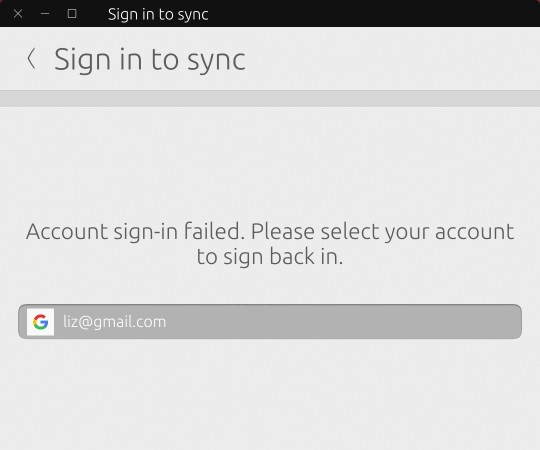 Sign in to sync
Sign in to sync
Account sign-in failed. Please select your account
to sign back in.
liz@gmail.com